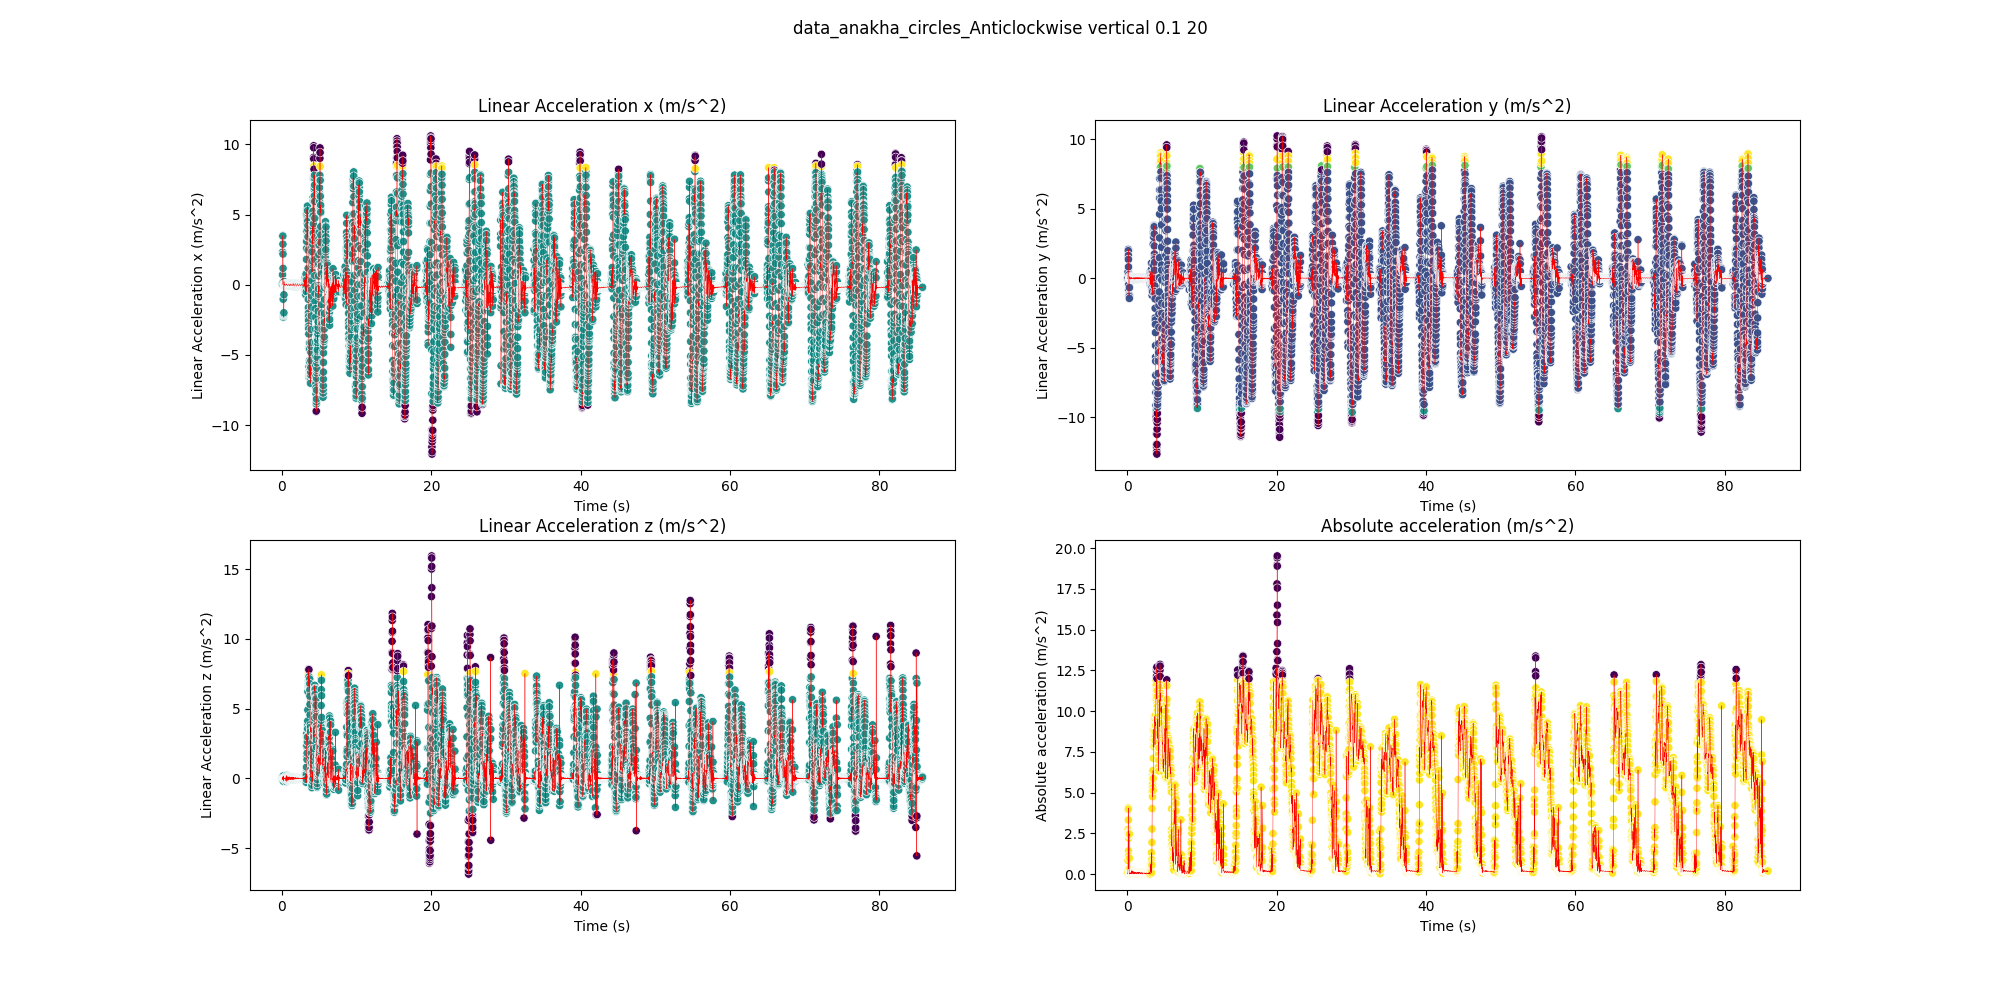 data_anakha_circles_Anticlockwise vertical 0.1 20
Linear Acceleration x (m/s^2)
Linear Acceleration x (m/s^2)
10
5
0
−5
−10
0 20 40 60 80
Time (s)
Linear Acceleration y (m/s^2)
Linear Acceleration y (m/s^2)
10
5
0
−5
−10
0 20 40 60 80
Time (s)
Linear Acceleration z (m/s^2)
Linear Acceleration z (m/s^2)
15
10
5
0
−5
0 20 40 60 80
Time (s)
Absolute acceleration (m/s^2)
Absolute acceleration (m/s^2)
20.0
17.5
15.0
12.5
10.0
7.5
5.0
2.5
0.0
0 20 40 60 80
Time (s)